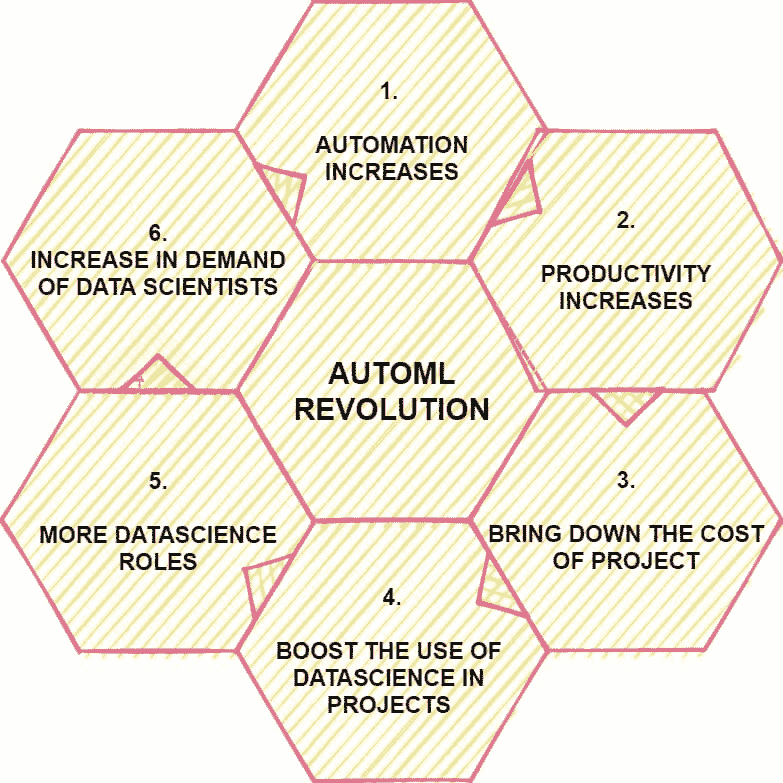 1.
AUTOMATION
INCREASES
2.
PRODUCTIVITY
INCREASES
3.
BRING DOWN THE COST
OF PROJECT
4.
BOOST THE USE OF
DATASCIENCE IN
PROJECTS
5.
MORE DATASCIENCE
ROLES
6.
INCREASE IN DEMAND
OF DATA SCIENTISTS
AUTOML
REVOLUTION